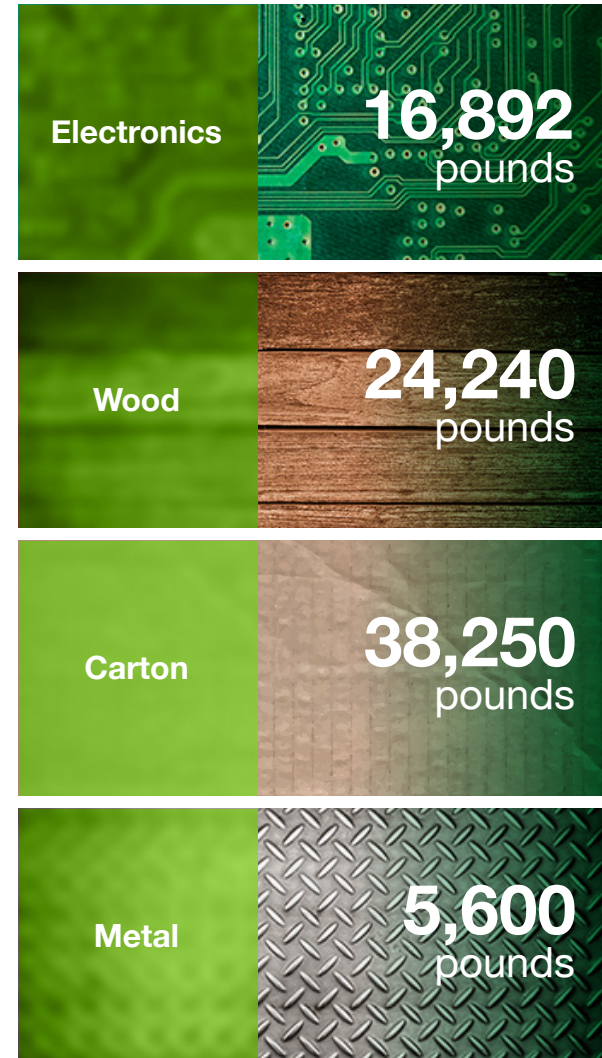 Electronics
16,892
pounds
Wood
24,240
pounds
Carton
38,250
pounds
Metal
5,600
pounds